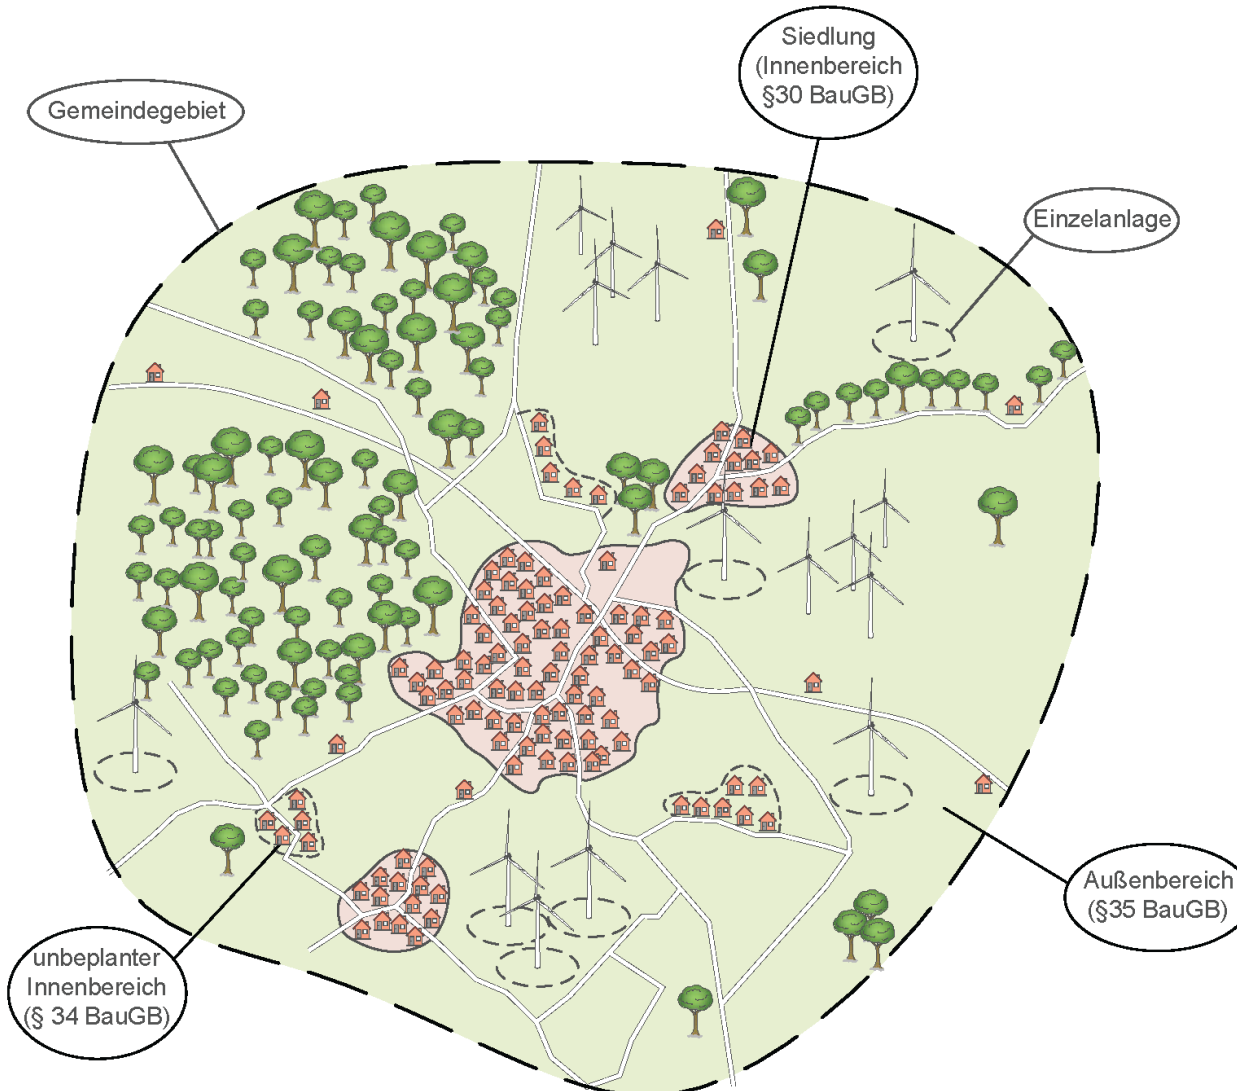 Siedlung
(Innenbereich
§30 BauGB)
Gemeindegebiet
Einzelanlage
Außenbereich
(§35 BauGB)
unbeplanter
Innenbereich
(§ 34 BauGB)